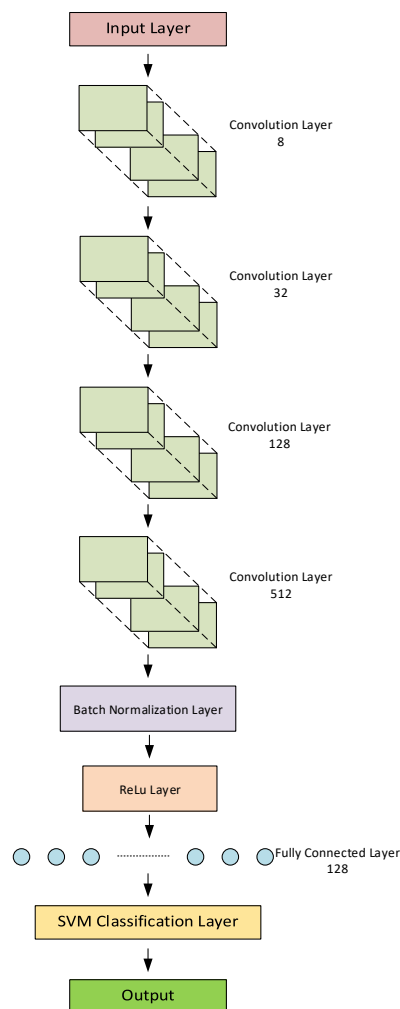 Input Layer
Convolution Layer
8
Convolution Layer
32
Convolution Layer
128
Convolution Layer
512
Batch Normalization Layer
ReLu Layer
Fully Connected Layer
128
SVM Classification Layer
Output